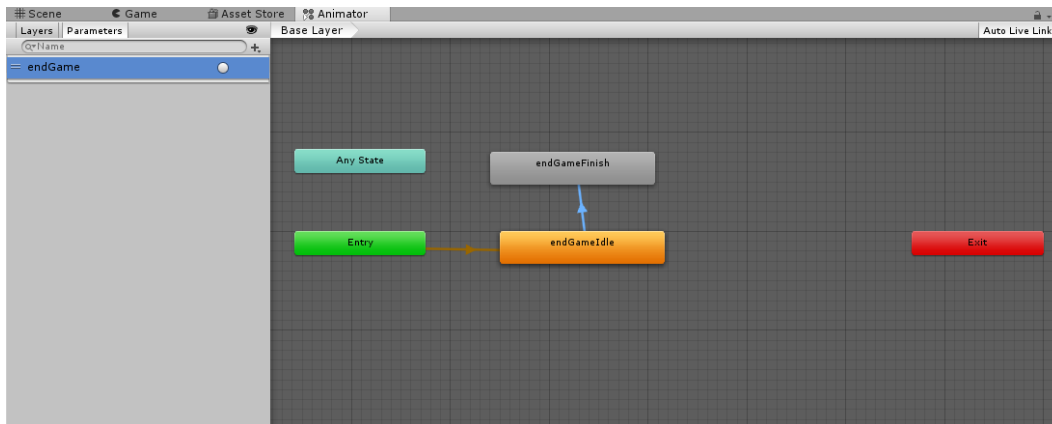 Scene Game Asset Store Animator
Layers Parameters Base Layer Auto Live Link
Name
endGame
Any State endGameFinish
Entry endGameIdle Exit